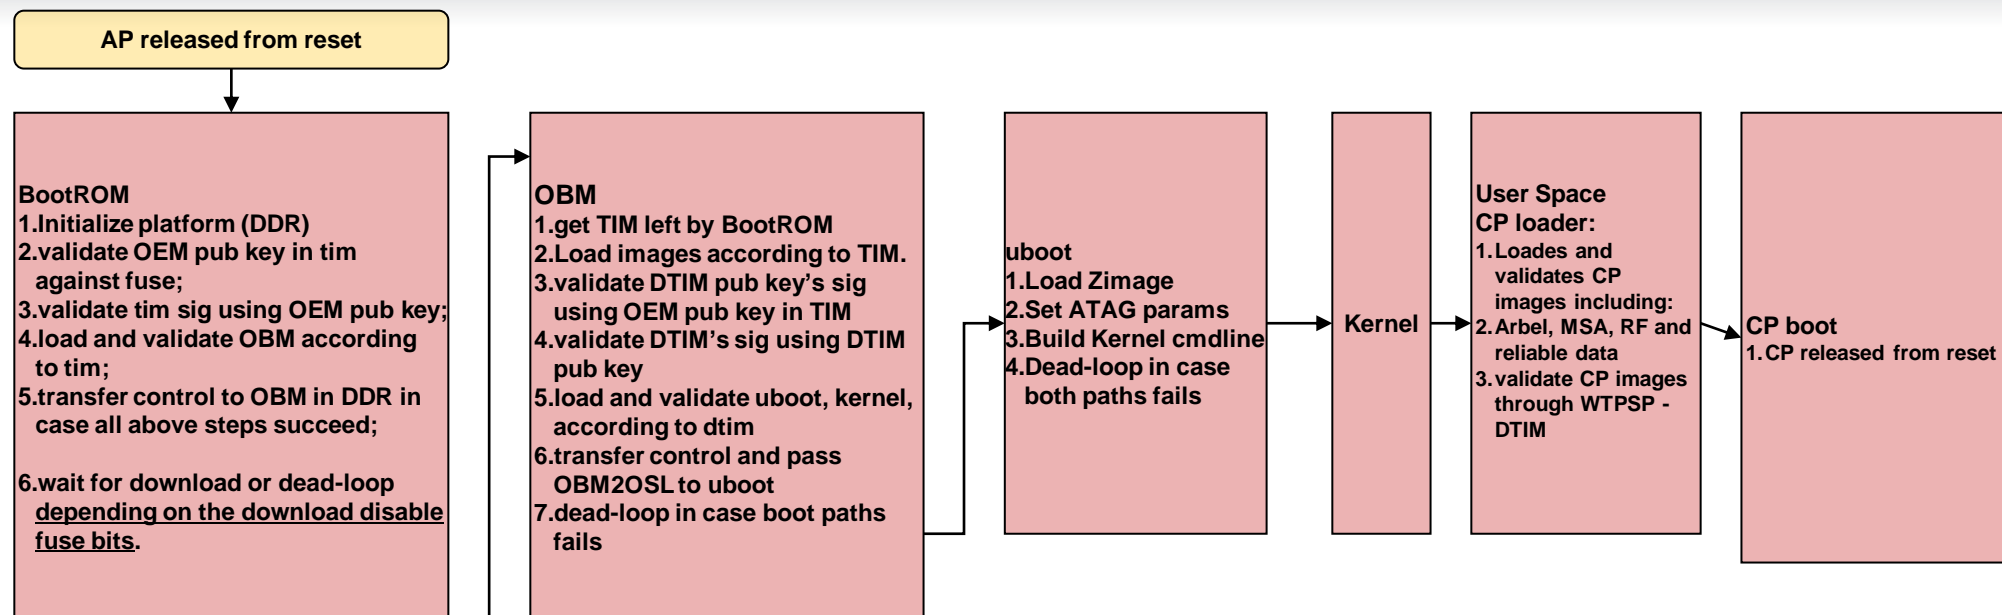 AP released from reset
BootROM
1.Initialize platform (DDR)
2.validate OEM pub key in tim
against fuse;
3.validate tim sig using OEM pub key;
4.load and validate OBM according
to tim;
5.transfer control to OBM in DDR in
case all above steps succeed;
6.wait for download or dead-loop
depending on the download disable
fuse bits.
OBM
1.get TIM left by BootROM
2.Load images according to TIM.
3.validate DTIM pub key's sig
using OEM pub key in TIM
4.validate DTIM's sig using DTIM
pub key
5.load and validate uboot, kernel,
according to dtim
6.transfer control and pass
OBM2OSL to uboot
7.dead-loop in case boot paths
fails
uboot
1.Load Zimage
2.Set ATAG params
3.Build Kernel cmdline
4.Dead-loop in case
both paths fails
Kernel
User Space
CP loader:
1.Loades and
validates CP
images including:
2.Arbel, MSA, RF and
reliable data
3.validate CP images
through WTPSP -
DTIM
CP boot
1.CP released from reset